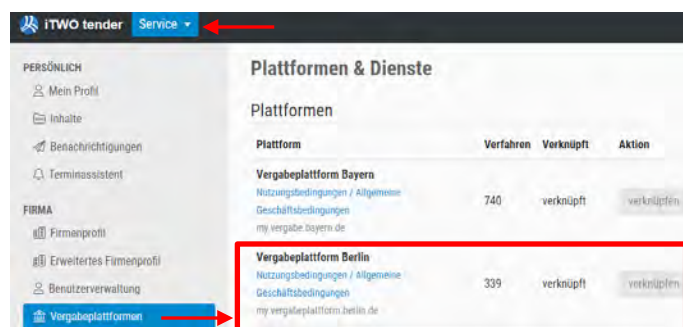 iTWO tender Service
PERSÖNLICH
Mein Profil
Inhalte
Benachrichtigungen
Terminassistent
FIRMA
Firmenprofil
Erweitertes Firmenprofil
Benutzerverwaltung
Vergabeplattformen
Plattformen & Dienste
Plattformen
Plattform Verfahren Verknüpft Aktion
Vergabeplattform Bayern
Nutzungsbedingungen / Allgemeine
Geschäftsbedingungen
my.vergabe.bayern.de
740 verknüpft verknüpfen
Vergabeplattform Berlin
Nutzungsbedingungen / Allgemeine
Geschäftsbedingungen
my.vergabeplattform.berlin.de
339 verknüpft verknüpfen